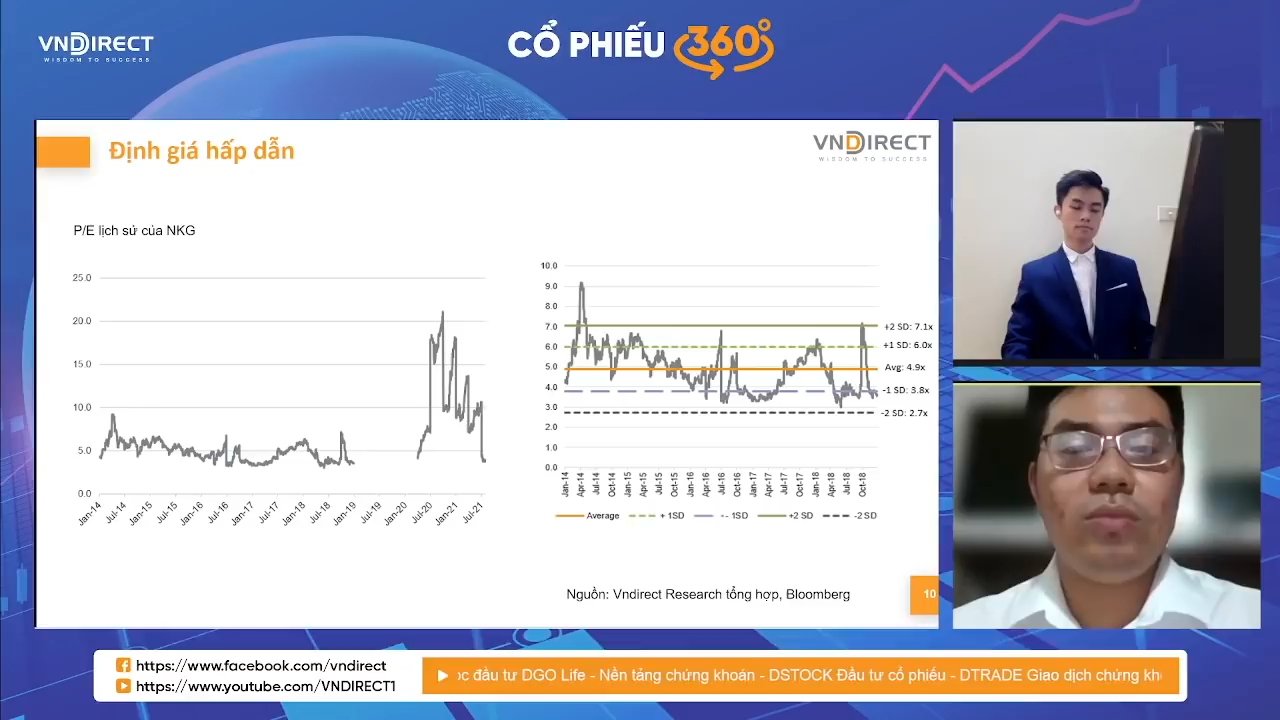 VNDIRECT
WISDOM TO SUCCESS
CỔ PHIẾU 360°
Định giá hấp dẫn
VNDIRECT
WISDOM TO SUCCESS
P/E lịch sử của NKG
25.0
20.0
15.0
10.0
5.0
0.0
Jan-14 Jul-14 Jan-15 Jul-15 Jan-16 Jul-16 Jan-17 Jul-17 Jan-18 Jul-18 Jan-19 Jul-19 Jan-20 Jul-20 Jan-21 Jul-21
10.0
9.0
8.0
7.0
6.0
5.0
4.0
3.0
2.0
1.0
0.0
+2 SD: 7.1x
+1 SD: 6.0x
Avg: 4.9x
-1 SD: 3.8x
-2 SD: 2.7x
Jan-14 Apr-14 Jul-14 Oct-14 Jan-15 Apr-15 Jul-15 Oct-15 Jan-16 Apr-16 Jul-16 Oct-16 Jan-17 Apr-17 Jul-17 Oct-17 Jan-18 Apr-18 Jul-18 Oct-18
Average + 1SD - 1SD +2 SD -2 SD
Nguồn: Vndirect Research tổng hợp, Bloomberg
10
https://www.facebook.com/vndirect
https://www.youtube.com/VNDIRECT1
đầu tư DGO Life - Nền tảng chứng khoán - DSTOCK Đầu tư cổ phiếu - DTRADE Giao dịch chứng